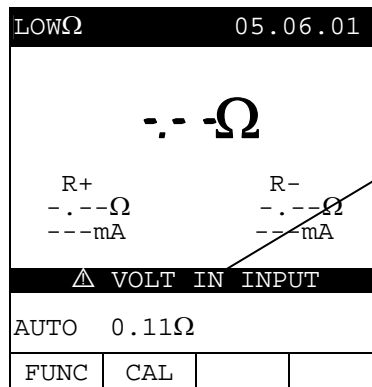 LOWΩ 05.06.01
-.--Ω
R+ R-
-.--Ω -.--Ω
---mA ---mA
⚠ VOLT IN INPUT
AUTO 0.11Ω
FUNC CAL